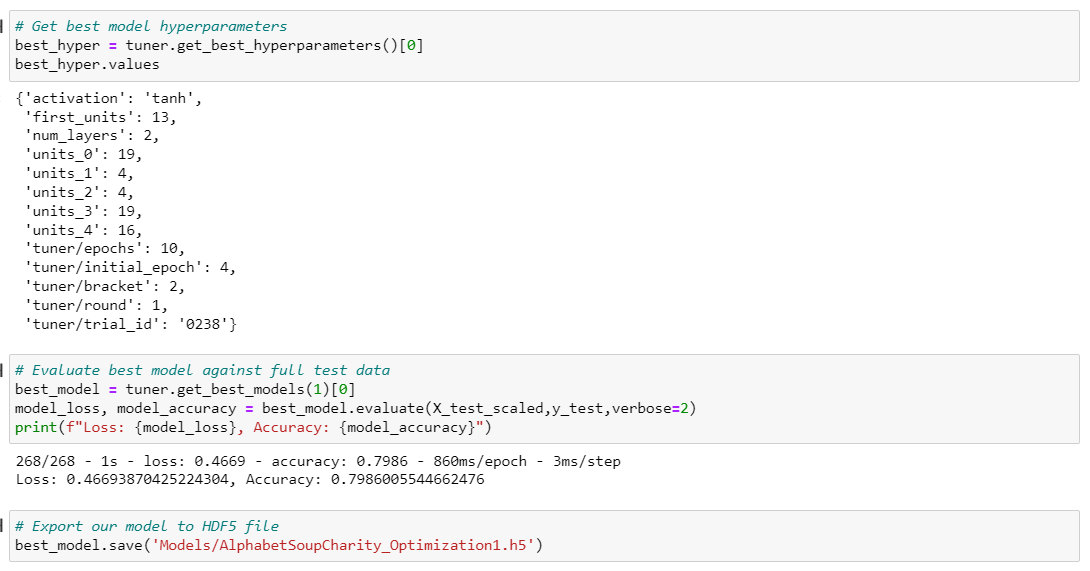 # Get best model hyperparameters
best_hyper = tuner.get_best_hyperparameters()[0]
best_hyper.values
{'activation': 'tanh',
 'first_units': 13,
 'num_layers': 2,
 'units_0': 19,
 'units_1': 4,
 'units_2': 4,
 'units_3': 19,
 'units_4': 16,
 'tuner/epochs': 10,
 'tuner/initial_epoch': 4,
 'tuner/bracket': 2,
 'tuner/round': 1,
 'tuner/trial_id': '0238'}
# Evaluate best model against full test data
best_model = tuner.get_best_models(1)[0]
model_loss, model_accuracy = best_model.evaluate(X_test_scaled,y_test,verbose=2)
print(f"Loss: {model_loss}, Accuracy: {model_accuracy}")
268/268 - 1s - loss: 0.4669 - accuracy: 0.7986 - 860ms/epoch - 3ms/step
Loss: 0.46693870425224304, Accuracy: 0.7986005544662476
# Export our model to HDF5 file
best_model.save('Models/AlphabetSoupCharity_Optimization1.h5')